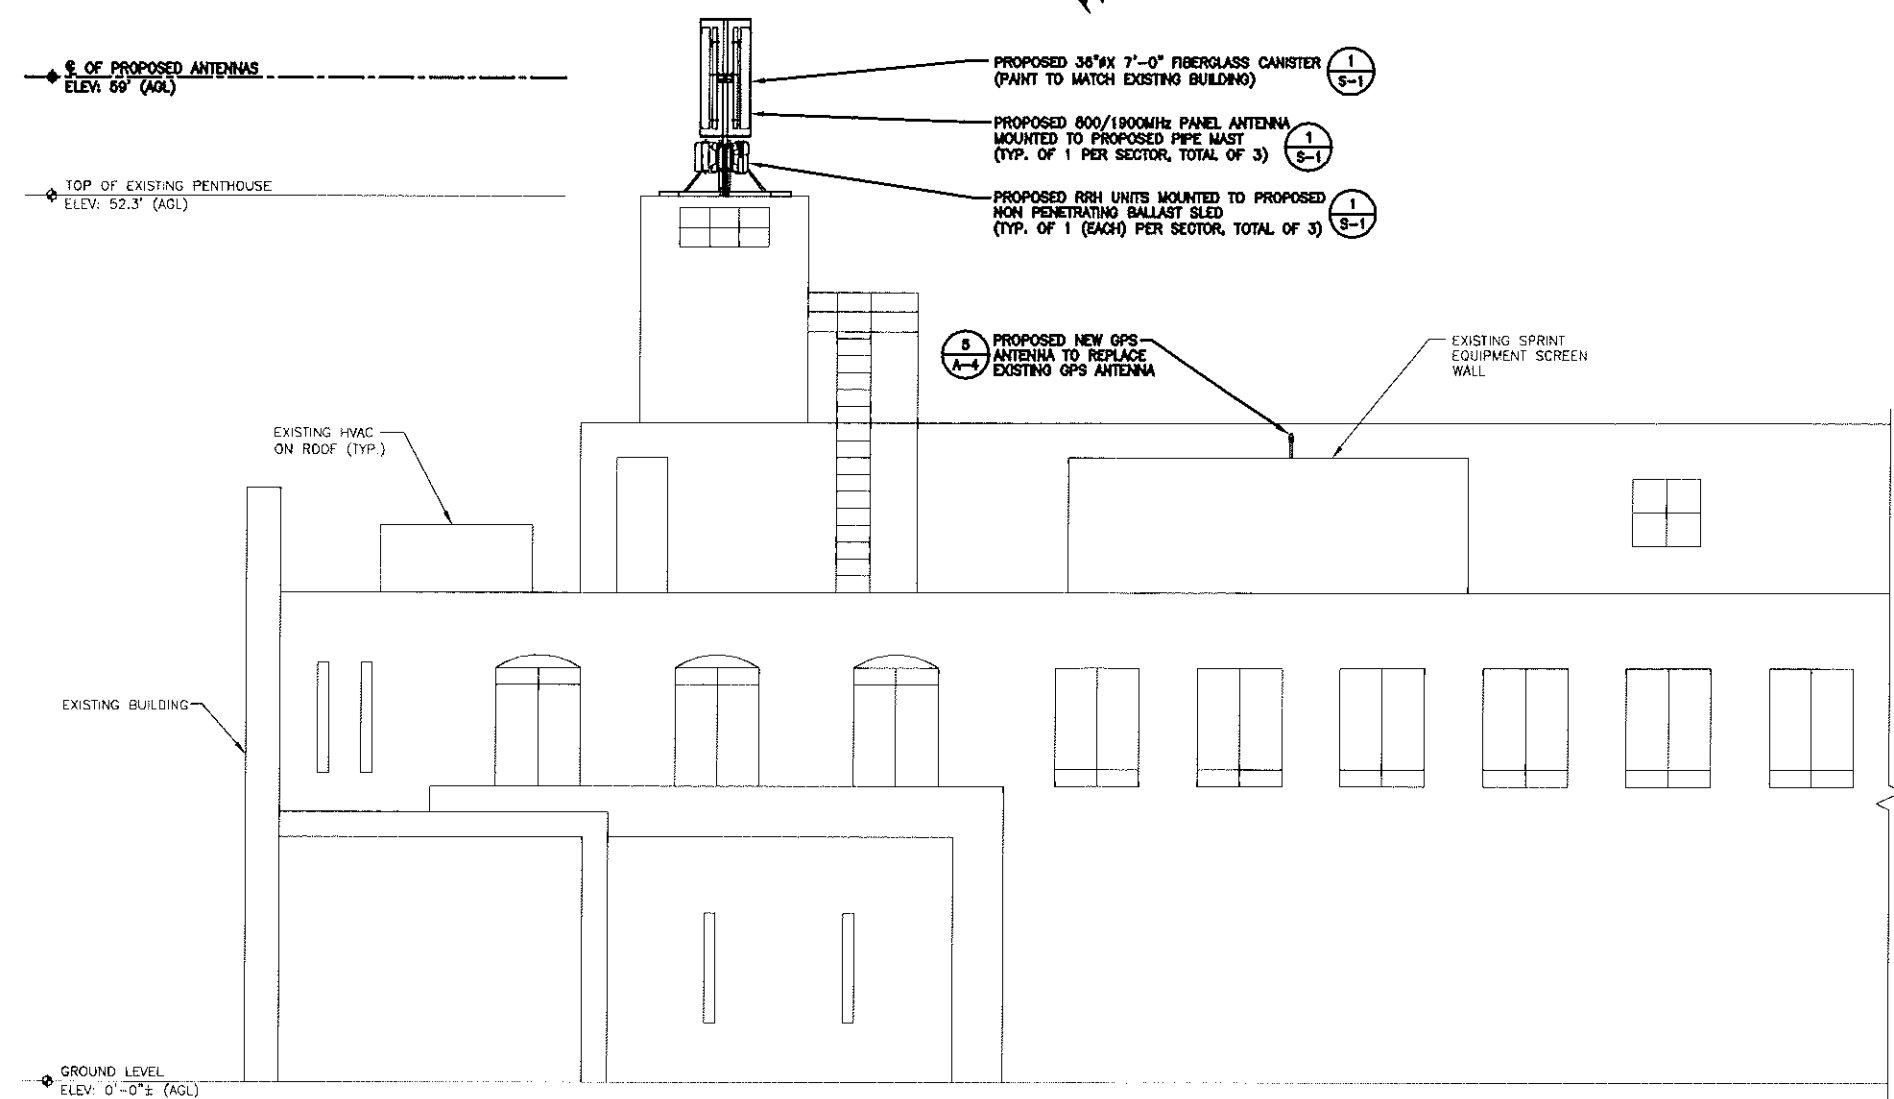 ℄ OF PROPOSED ANTENNAS
ELEV: 59' (AGL)
PROPOSED 36"ØX 7'-0" FIBERGLASS CANISTER
(PAINT TO MATCH EXISTING BUILDING)
1
S-1
PROPOSED 800/1900MHz PANEL ANTENNA
MOUNTED TO PROPOSED PIPE MAST
(TYP. OF 1 PER SECTOR, TOTAL OF 3)
1
S-1
TOP OF EXISTING PENTHOUSE
ELEV: 52.3' (AGL)
PROPOSED RRH UNITS MOUNTED TO PROPOSED
NON PENETRATING BALLAST SLED
(TYP. OF 1 (EACH) PER SECTOR, TOTAL OF 3)
1
S-1
5
A-4
PROPOSED NEW GPS
ANTENNA TO REPLACE
EXISTING GPS ANTENNA
EXISTING SPRINT
EQUIPMENT SCREEN
WALL
EXISTING HVAC
ON ROOF (TYP.)
EXISTING BUILDING
GROUND LEVEL
ELEV: 0'-0"± (AGL)